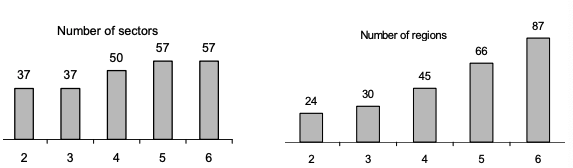 Number of sectors
37 37 50 57 57
2 3 4 5 6
Number of regions
24 30 45 66 87
2 3 4 5 6